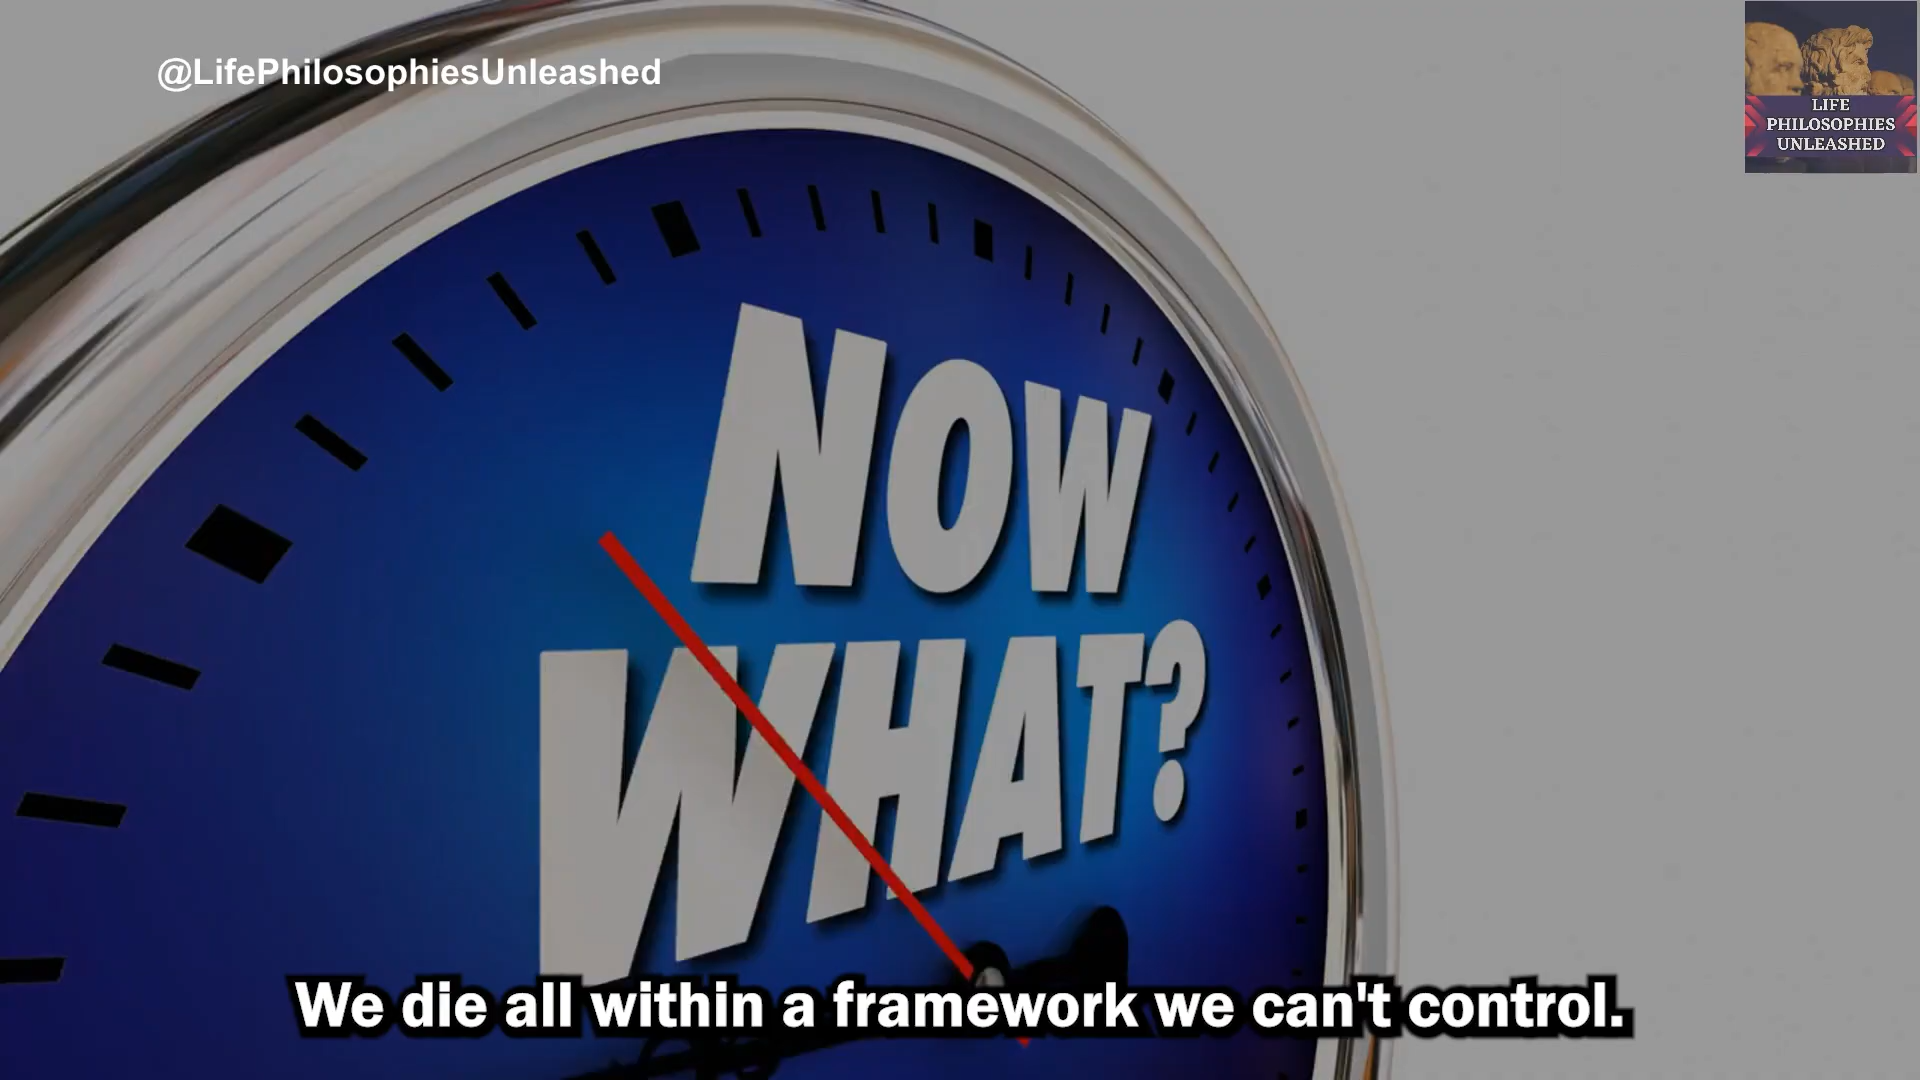 @LifePhilosophiesUnleashed
LIFE
PHILOSOPHIES
UNLEASHED
NOW
WHAT?
We die all within a framework we can't control.